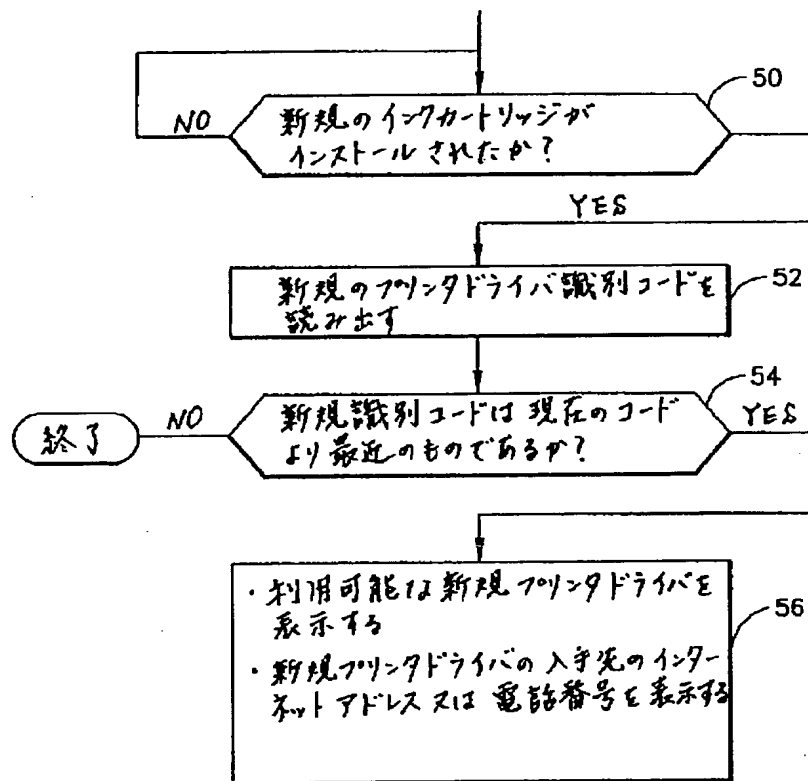 50
新規のインクカートリッジが
NO
インストールされたか?
YES
新規のプリンタドライバ識別コードを
52
読み出す
54
NO
新規識別コードは現在のコード
YES
終了
より最近のものであるか?
・利用可能な新規プリンタドライバを
表示する
56
・新規プリンタドライバの入手先のインター
ネットアドレス又は電話番号を表示する